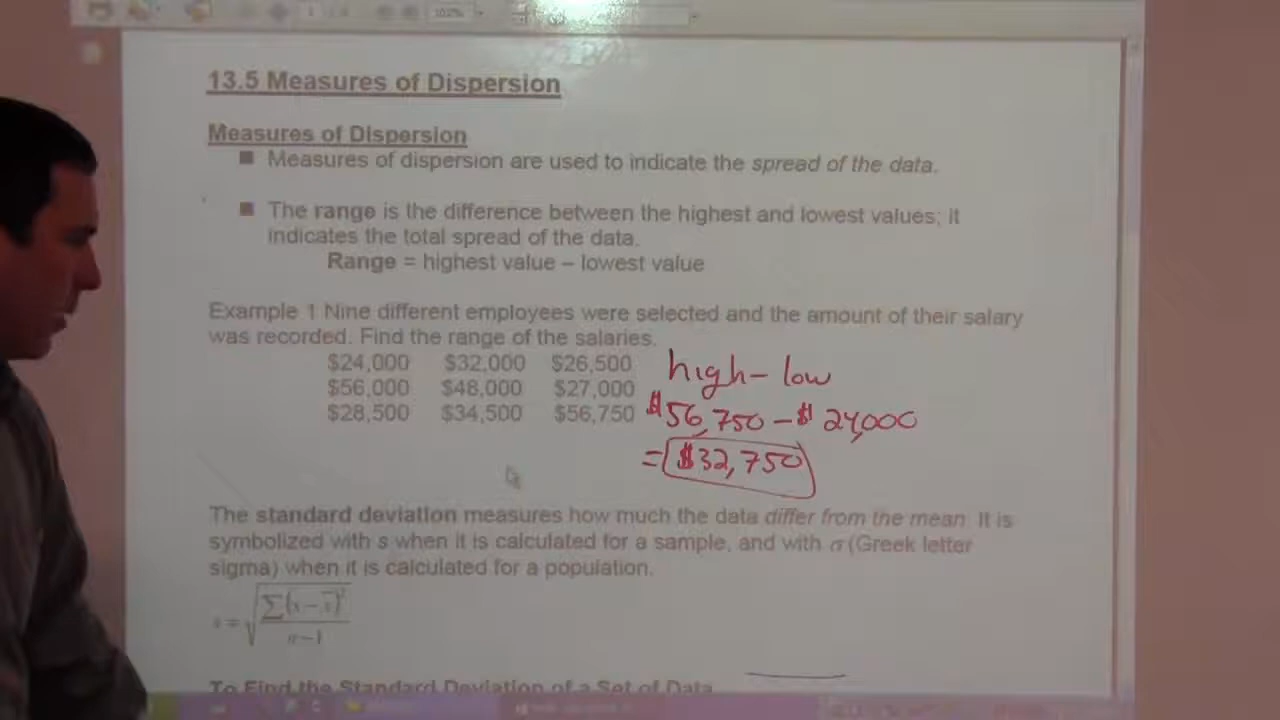 102%
13.5 Measures of Dispersion
Measures of Dispersion
■ Measures of dispersion are used to indicate the spread of the data.
■ The range is the difference between the highest and lowest values; it
indicates the total spread of the data.
Range = highest value – lowest value
Example 1 Nine different employees were selected and the amount of their salary
was recorded. Find the range of the salaries.
$24,000 $32,000 $26,500
$56,000 $48,000 $27,000
$28,500 $34,500 $56,750
high – low
$56,750 – $24,000
= $32,750
The standard deviation measures how much the data differ from the mean. It is
symbolized with s when it is calculated for a sample, and with σ (Greek letter
sigma) when it is calculated for a population.
s = √(∑(x – x̄)² / (n – 1))
To Find the Standard Deviation of a Set of Data